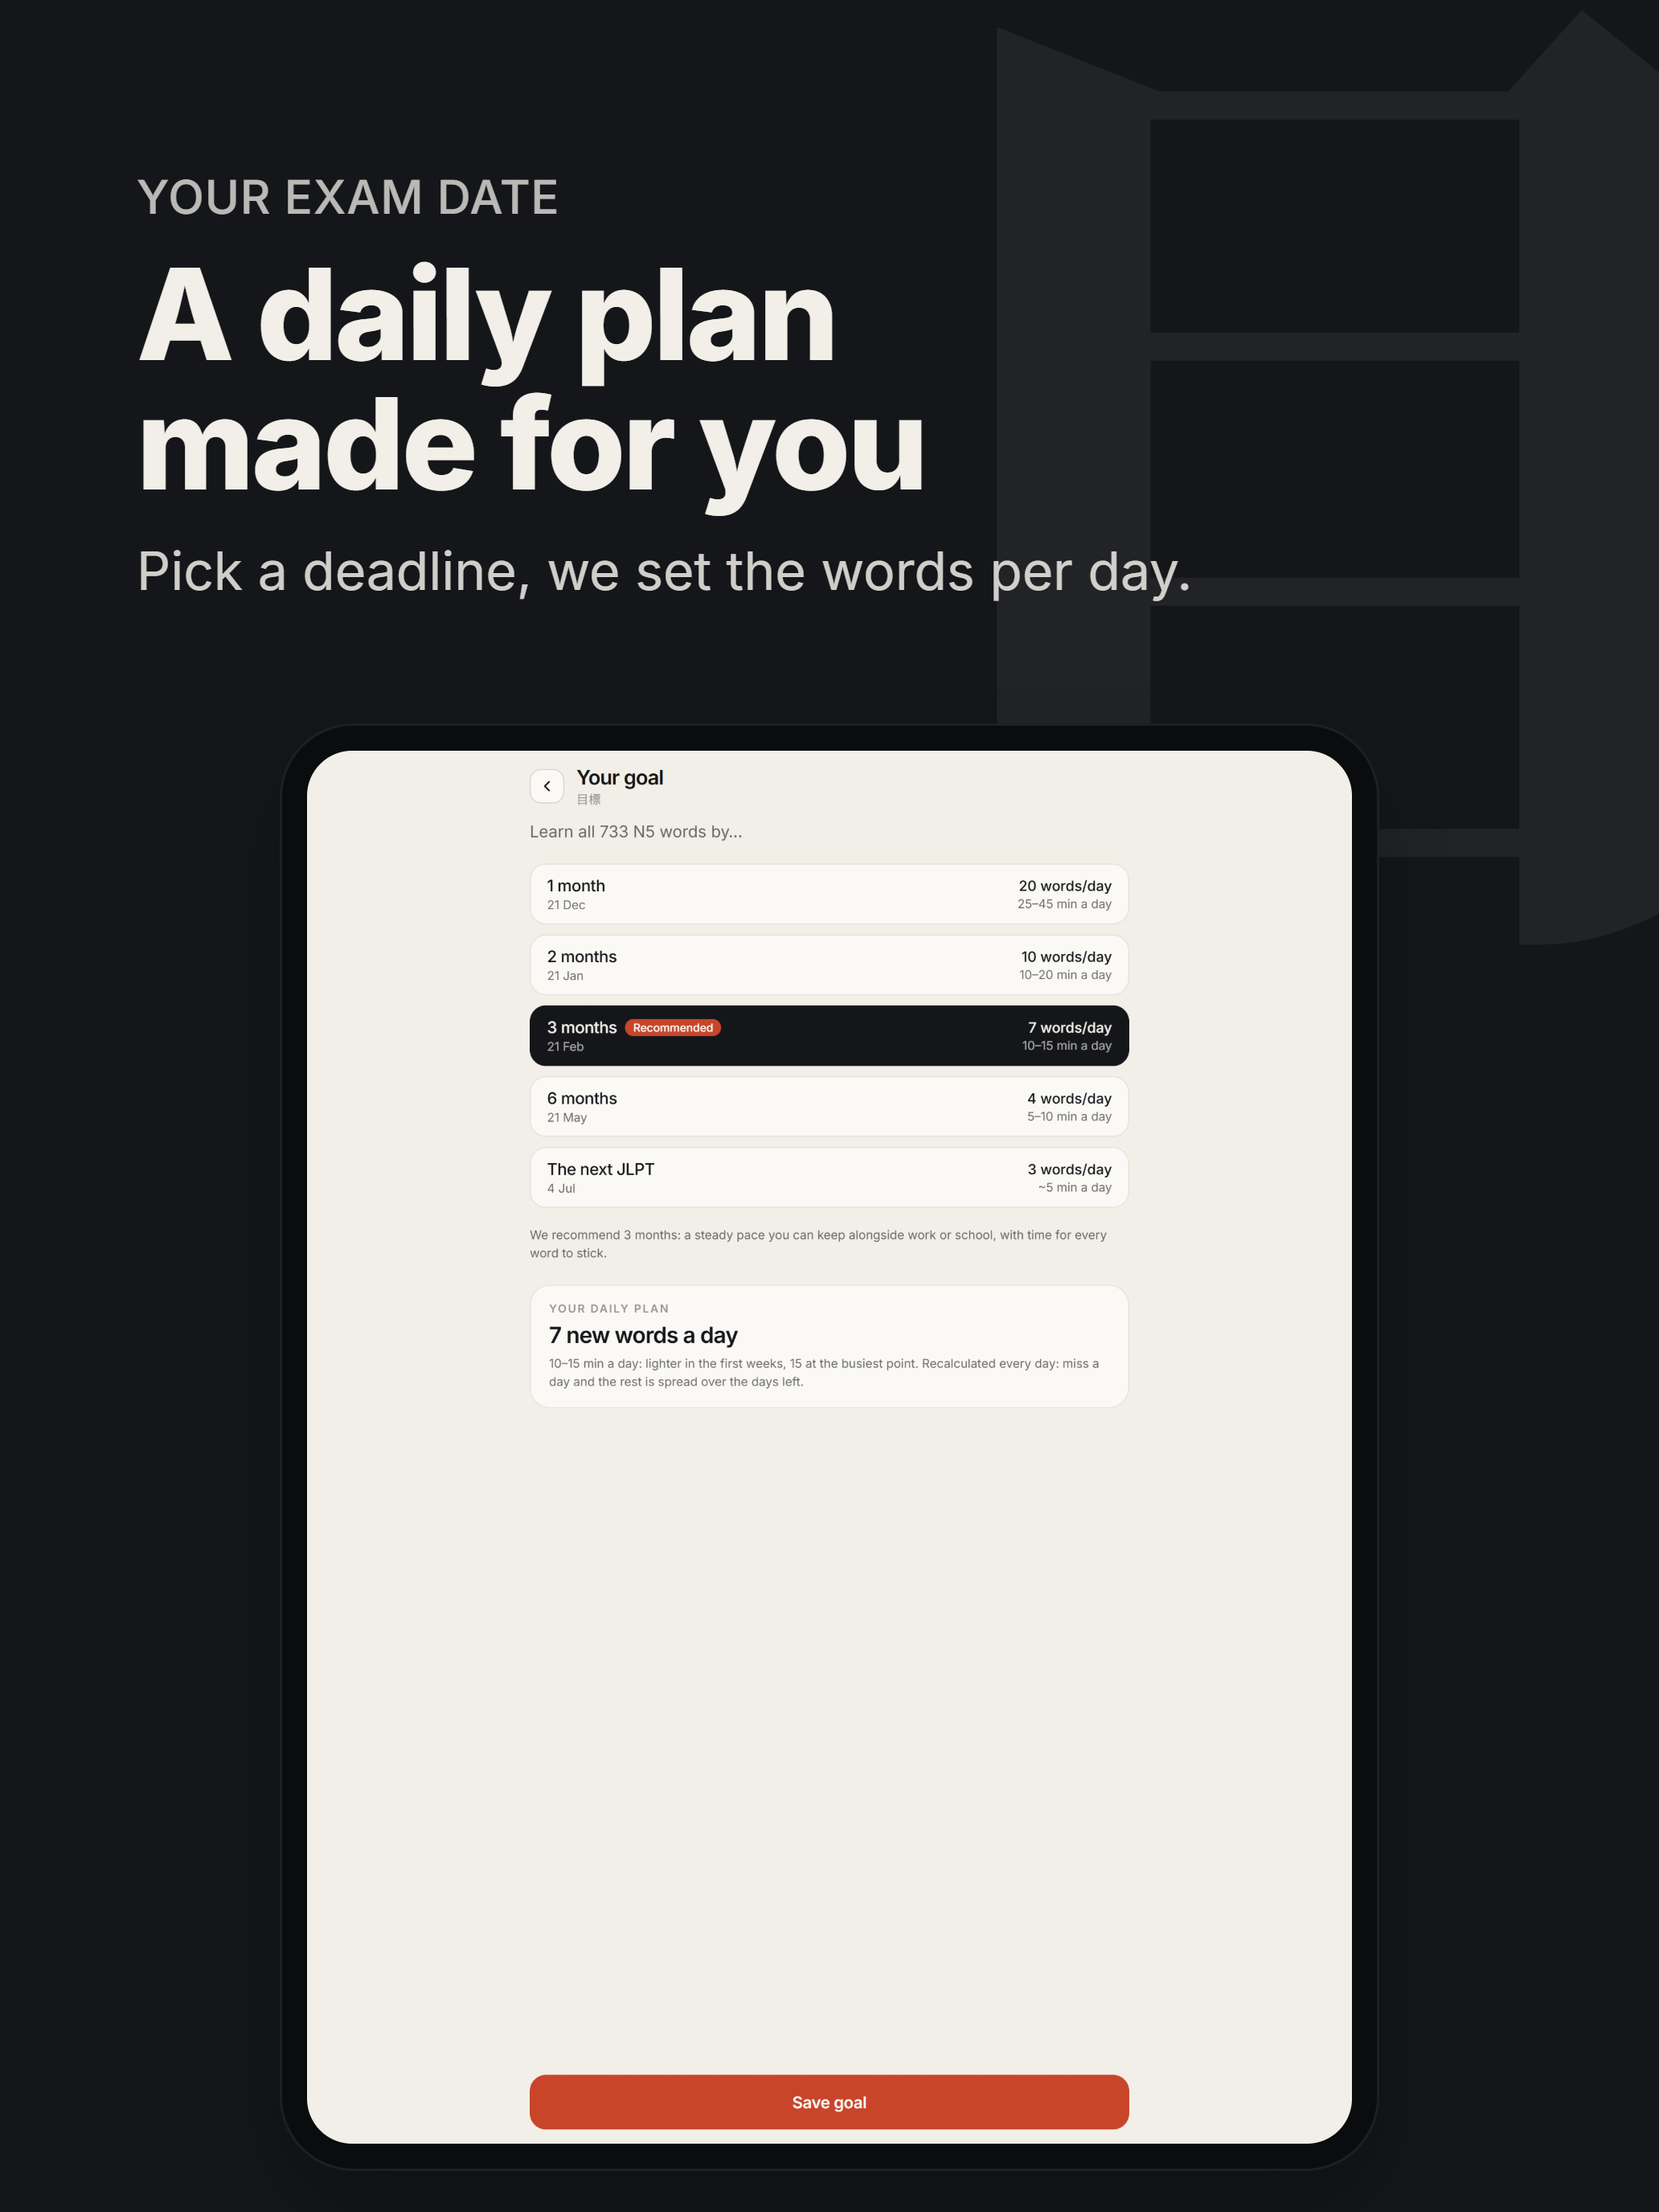 YOUR EXAM DATE
A daily plan
made for you
Pick a deadline, we set the words per day.
Your goal
目標
Learn all 733 N5 words by...
1 month
20 words/day
21 Dec
25–45 min a day
2 months
10 words/day
21 Jan
10–20 min a day
3 months Recommended
7 words/day
21 Feb
10–15 min a day
6 months
4 words/day
21 May
5–10 min a day
The next JLPT
3 words/day
4 Jul
~5 min a day
We recommend 3 months: a steady pace you can keep alongside work or school, with time for every
word to stick.
YOUR DAILY PLAN
7 new words a day
10–15 min a day: lighter in the first weeks, 15 at the busiest point. Recalculated every day: miss a
day and the rest is spread over the days left.
Save goal